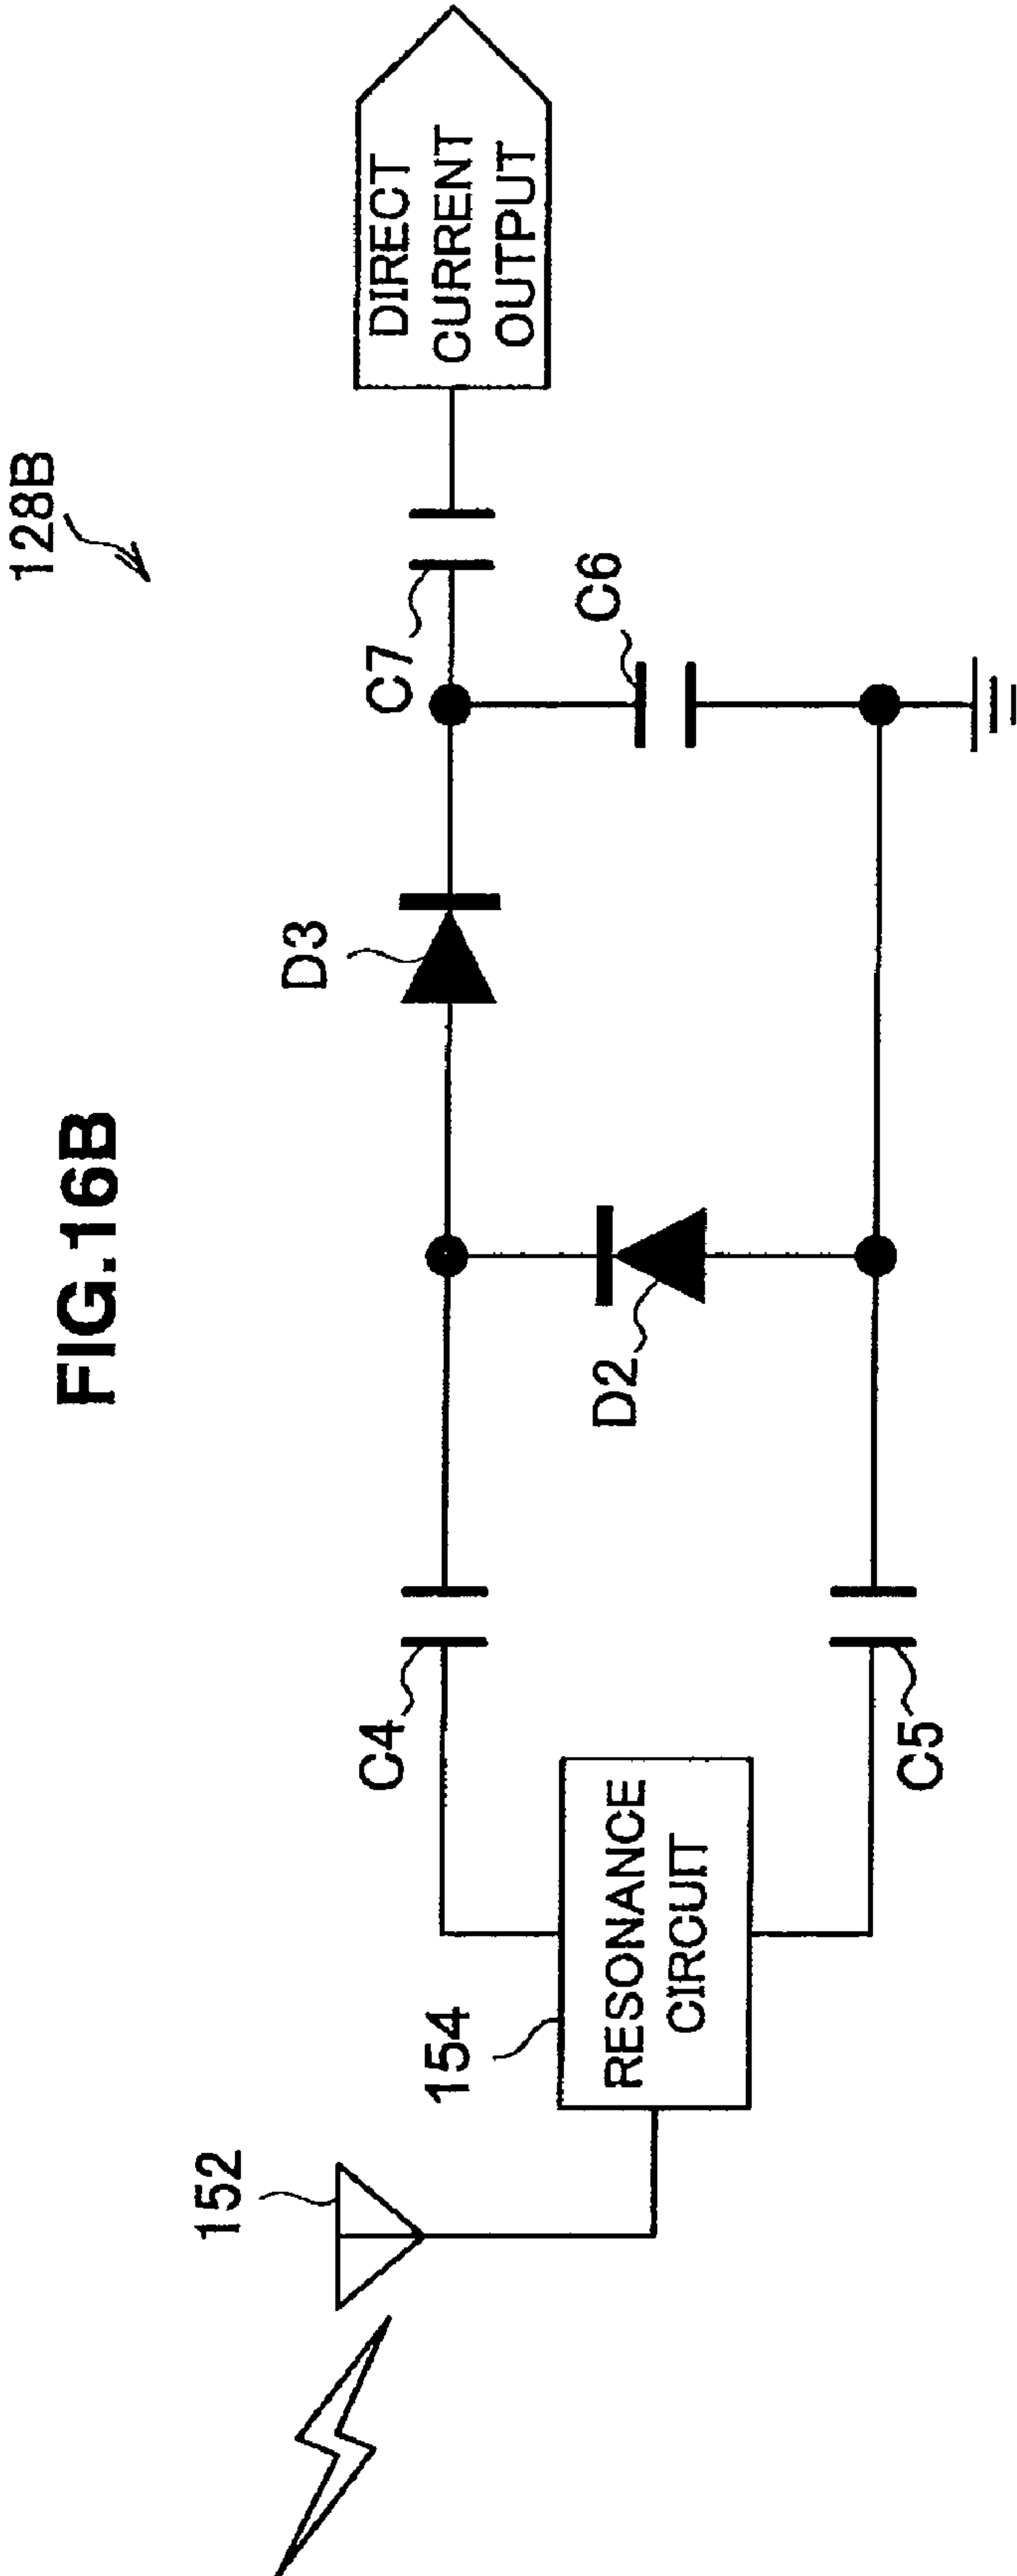 FIG.16B
128B
152
154
RESONANCE
CIRCUIT
C4
C5
D2
D3
C7
C6
DIRECT
CURRENT
OUTPUT